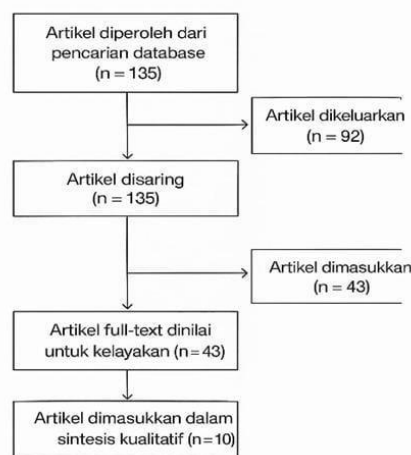 Artikel diperoleh dari
pencarian database
(n = 135)
Artikel dikeluarkan
(n = 92)
Artikel disaring
(n = 135)
Artikel dimasukkan
(n = 43)
Artikel full-text dinilai
untuk kelayakan (n=43)
Artikel dimasukkan dalam
sintesis kualitatif (n=10)